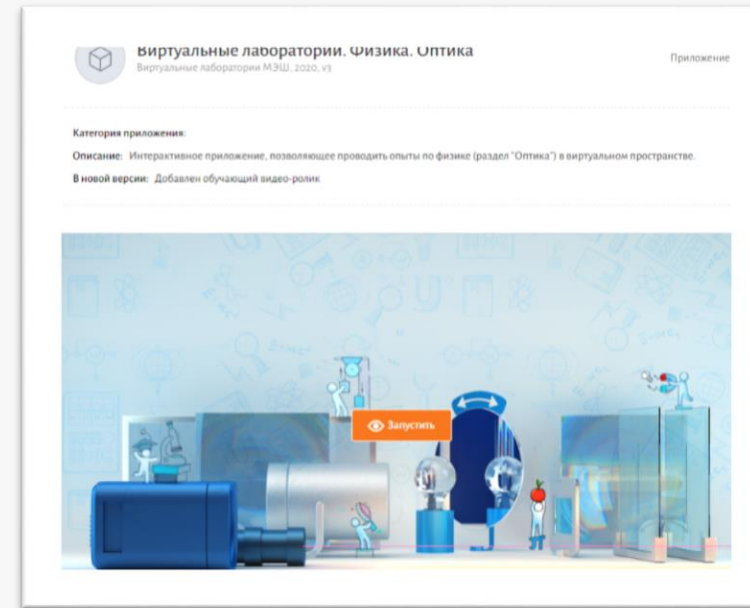 Виртуальные лаборатории. Физика. Оптика
Виртуальные лаборатории МЭШ, 2020, v3
Приложение
Категория приложения:
Описание: Интерактивное приложение, позволяющее проводить опыты по физике (раздел "Оптика") в виртуальном пространстве.
В новой версии: Добавлен обучающий видео-ролик
Запустить